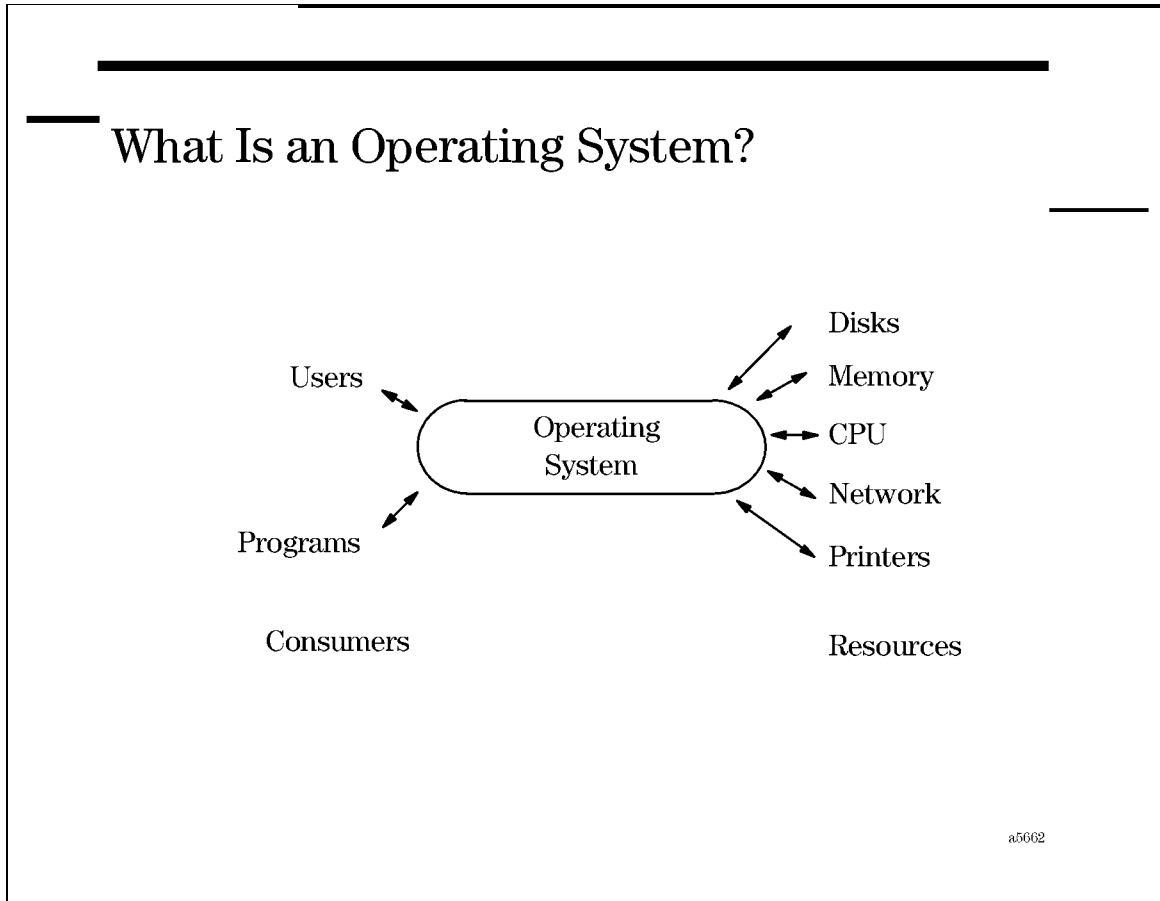 What Is an Operating System?
Disks
Users
Memory
Operating
System
CPU
Network
Programs
Printers
Consumers
Resources
a5662